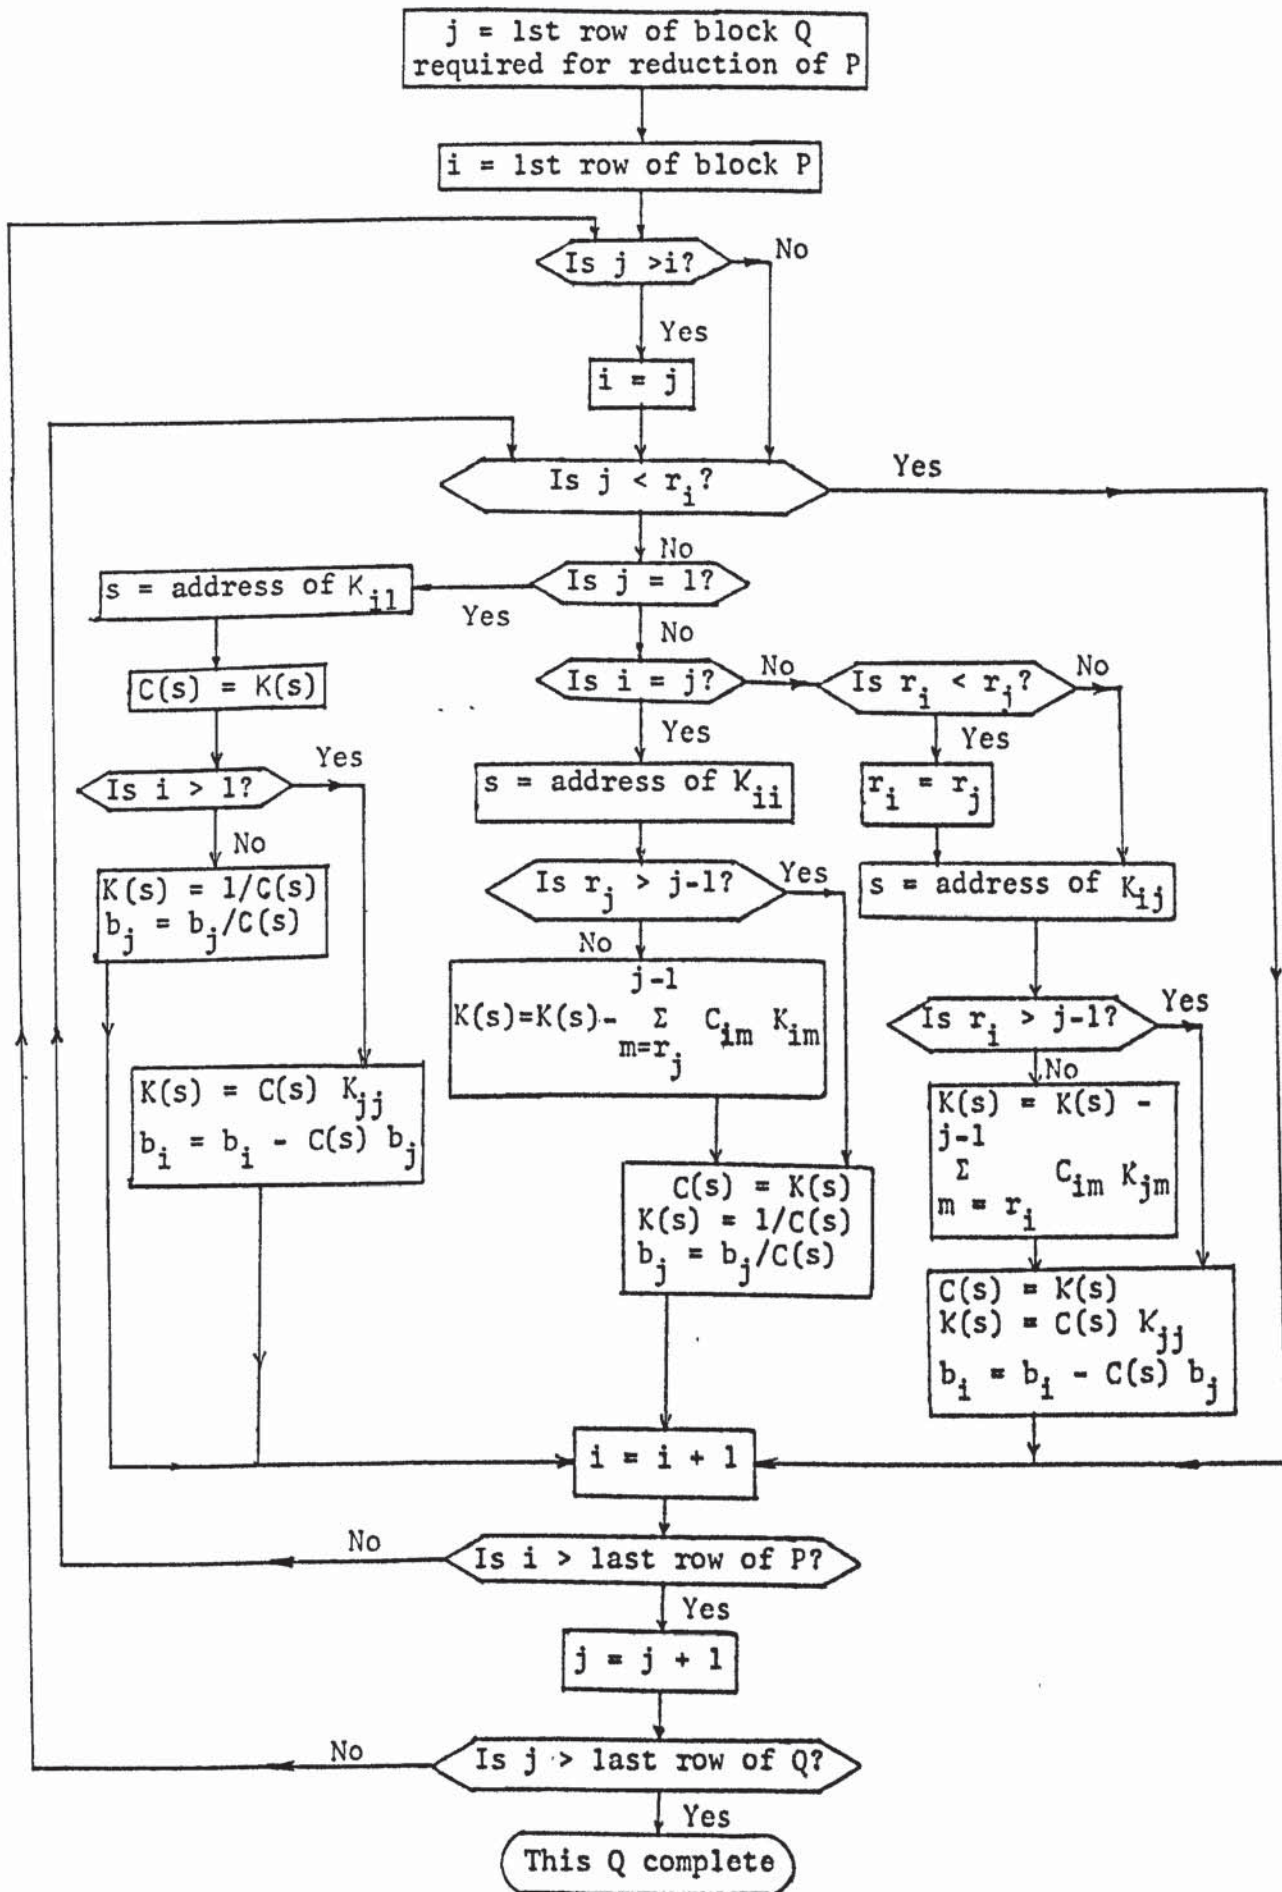 j = 1st row of block Q
required for reduction of P
i = 1st row of block P
Is j >i?
No
Yes
i = j
Is j < r_i?
Yes
No
Is j = 1?
Yes
s = address of K_i1
No
C(s) = K(s)
Is i = j?
No
Is r_i < r_j?
No
Yes
Yes
Is i > 1?
Yes
s = address of K_ii
r_i = r_j
No
Is r_j > j-1?
Yes
s = address of K_ij
K(s) = 1/C(s)
b_j = b_j/C(s)
No
j-1
K(s)=K(s)- Σ C_im K_im
m=r_j
Is r_i > j-1?
Yes
No
K(s) = C(s) K_jj
b_i = b_i - C(s) b_j
K(s) = K(s) -
j-1
Σ C_im K_jm
m = r_i
C(s) = K(s)
K(s) = 1/C(s)
b_j = b_j/C(s)
C(s) = K(s)
K(s) = C(s) K_jj
b_i = b_i - C(s) b_j
i = i + 1
Is i > last row of P?
No
Yes
j = j + 1
Is j > last row of Q?
No
Yes
This Q complete